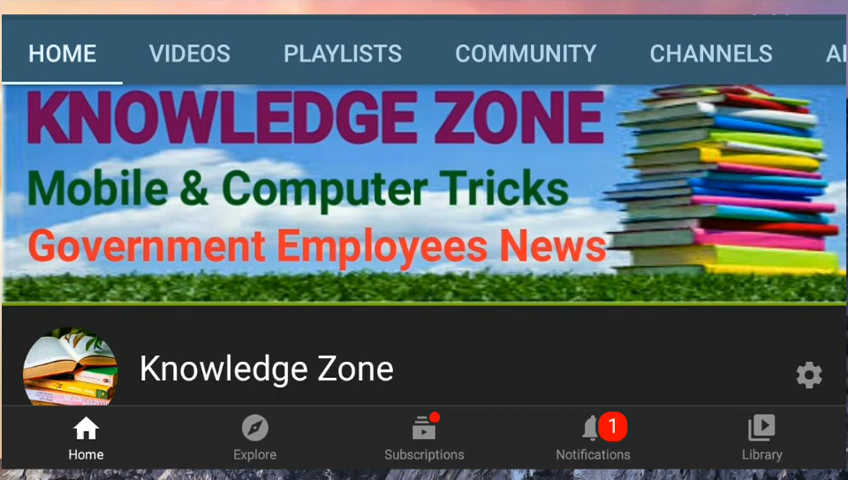 HOME VIDEOS PLAYLISTS COMMUNITY CHANNELS
KNOWLEDGE ZONE
Mobile & Computer Tricks
Government Employees News
Knowledge Zone
1
Home Explore Subscriptions Notifications Library